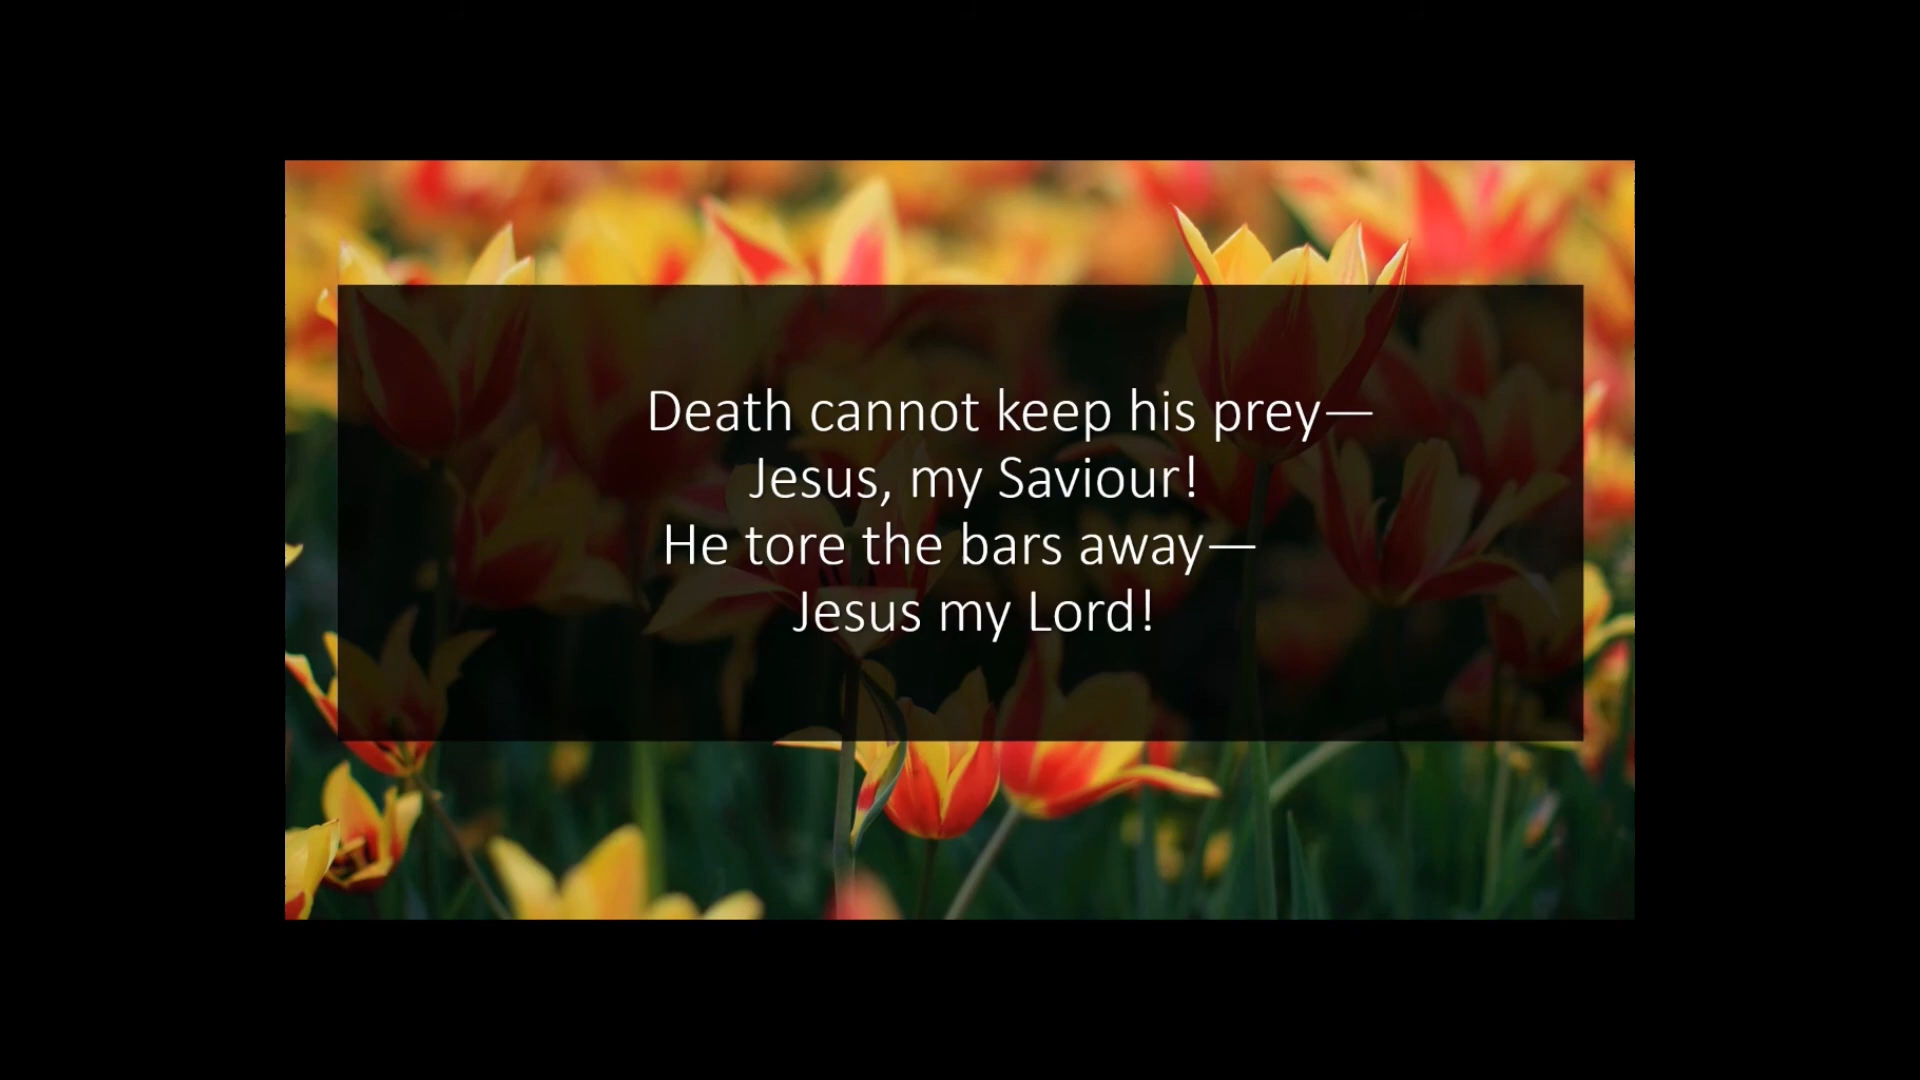 Death cannot keep his prey—
Jesus, my Saviour!
He tore the bars away—
Jesus my Lord!